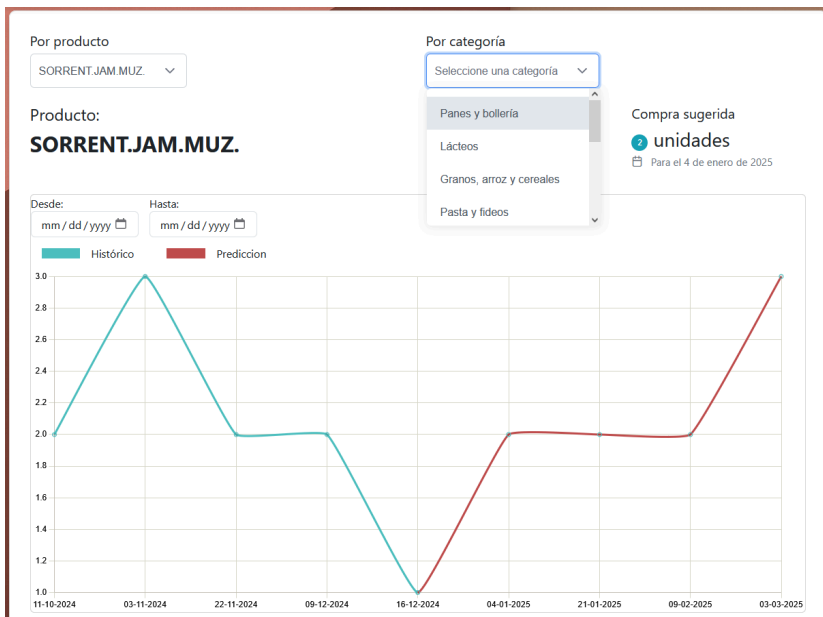 Por producto
SORRENT.JAM.MUZ.
Por categoría
Seleccione una categoría
Panes y bollería
Lácteos
Granos, arroz y cereales
Pasta y fideos
Producto:
SORRENT.JAM.MUZ.
Compra sugerida
2 unidades
Para el 4 de enero de 2025
Desde:
mm / dd / yyyy
Hasta:
mm / dd / yyyy
Histórico
Prediccion
3.0
2.8
2.6
2.4
2.2
2.0
1.8
1.6
1.4
1.2
1.0
11-10-2024 03-11-2024 22-11-2024 09-12-2024 16-12-2024 04-01-2025 21-01-2025 09-02-2025 03-03-2025